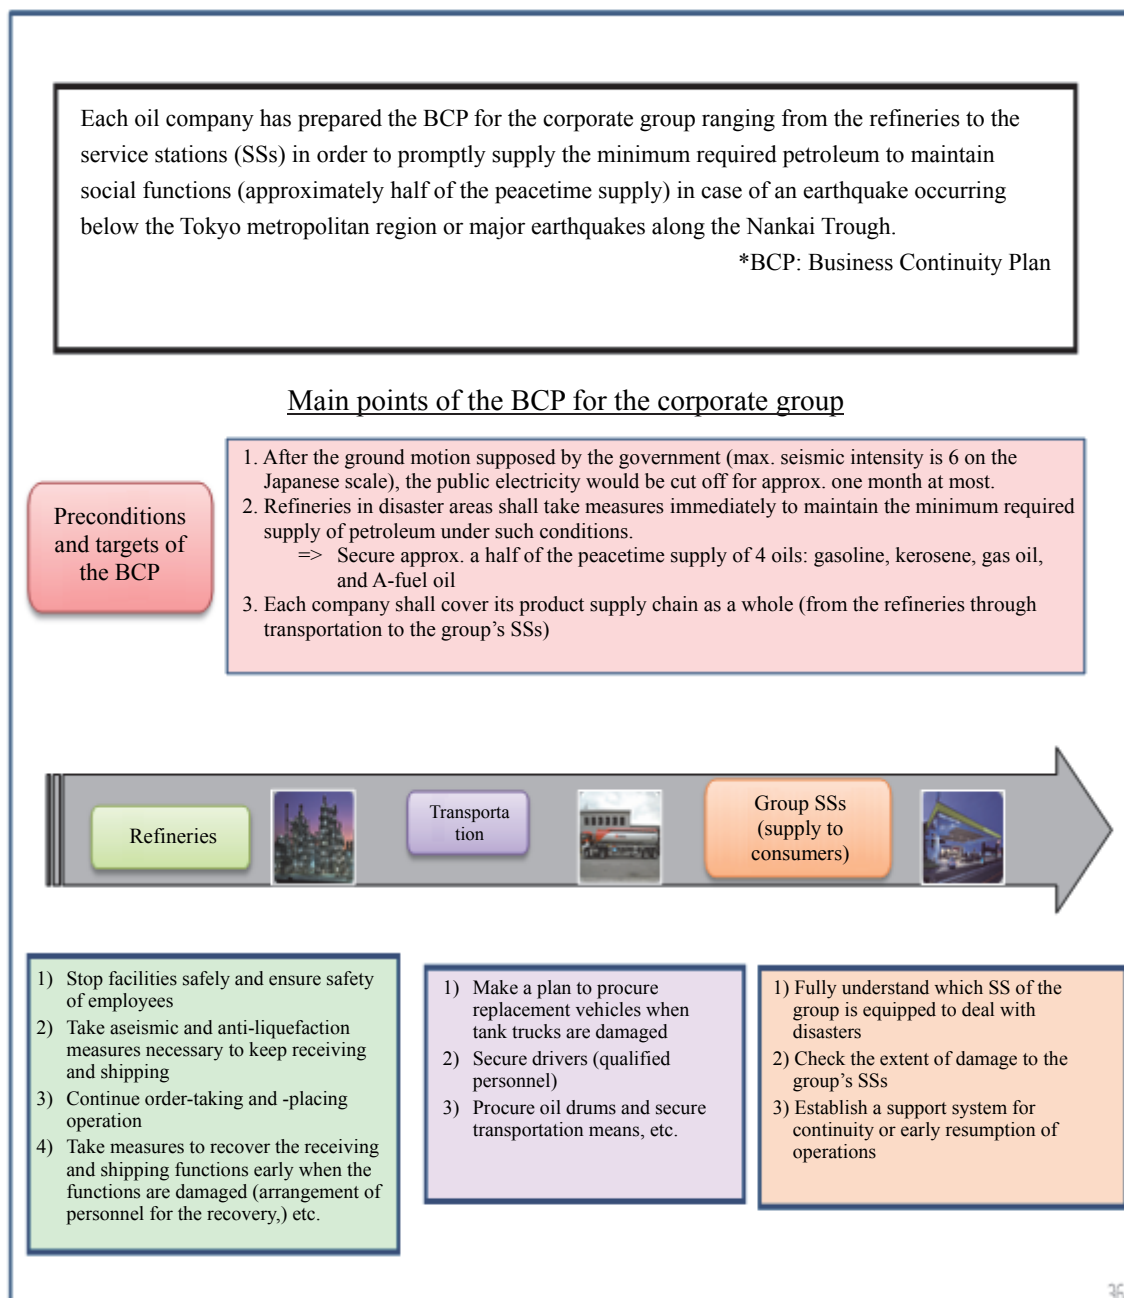 Each oil company has prepared the BCP for the corporate group ranging from the refineries to the
service stations (SSs) in order to promptly supply the minimum required petroleum to maintain
social functions (approximately half of the peacetime supply) in case of an earthquake occurring
below the Tokyo metropolitan region or major earthquakes along the Nankai Trough.
*BCP: Business Continuity Plan
Main points of the BCP for the corporate group
Preconditions
and targets of
the BCP
1. After the ground motion supposed by the government (max. seismic intensity is 6 on the
Japanese scale), the public electricity would be cut off for approx. one month at most.
2. Refineries in disaster areas shall take measures immediately to maintain the minimum required
supply of petroleum under such conditions.
=> Secure approx. a half of the peacetime supply of 4 oils: gasoline, kerosene, gas oil,
and A-fuel oil
3. Each company shall cover its product supply chain as a whole (from the refineries through
transportation to the group’s SSs)
Refineries
Transporta
tion
Group SSs
(supply to
consumers)
1) Stop facilities safely and ensure safety
of employees
2) Take aseismic and anti-liquefaction
measures necessary to keep receiving
and shipping
3) Continue order-taking and -placing
operation
4) Take measures to recover the receiving
and shipping functions early when the
functions are damaged (arrangement of
personnel for the recovery,) etc.
1) Make a plan to procure
replacement vehicles when
tank trucks are damaged
2) Secure drivers (qualified
personnel)
3) Procure oil drums and secure
transportation means, etc.
1) Fully understand which SS of the
group is equipped to deal with
disasters
2) Check the extent of damage to the
group’s SSs
3) Establish a support system for
continuity or early resumption of
operations
36